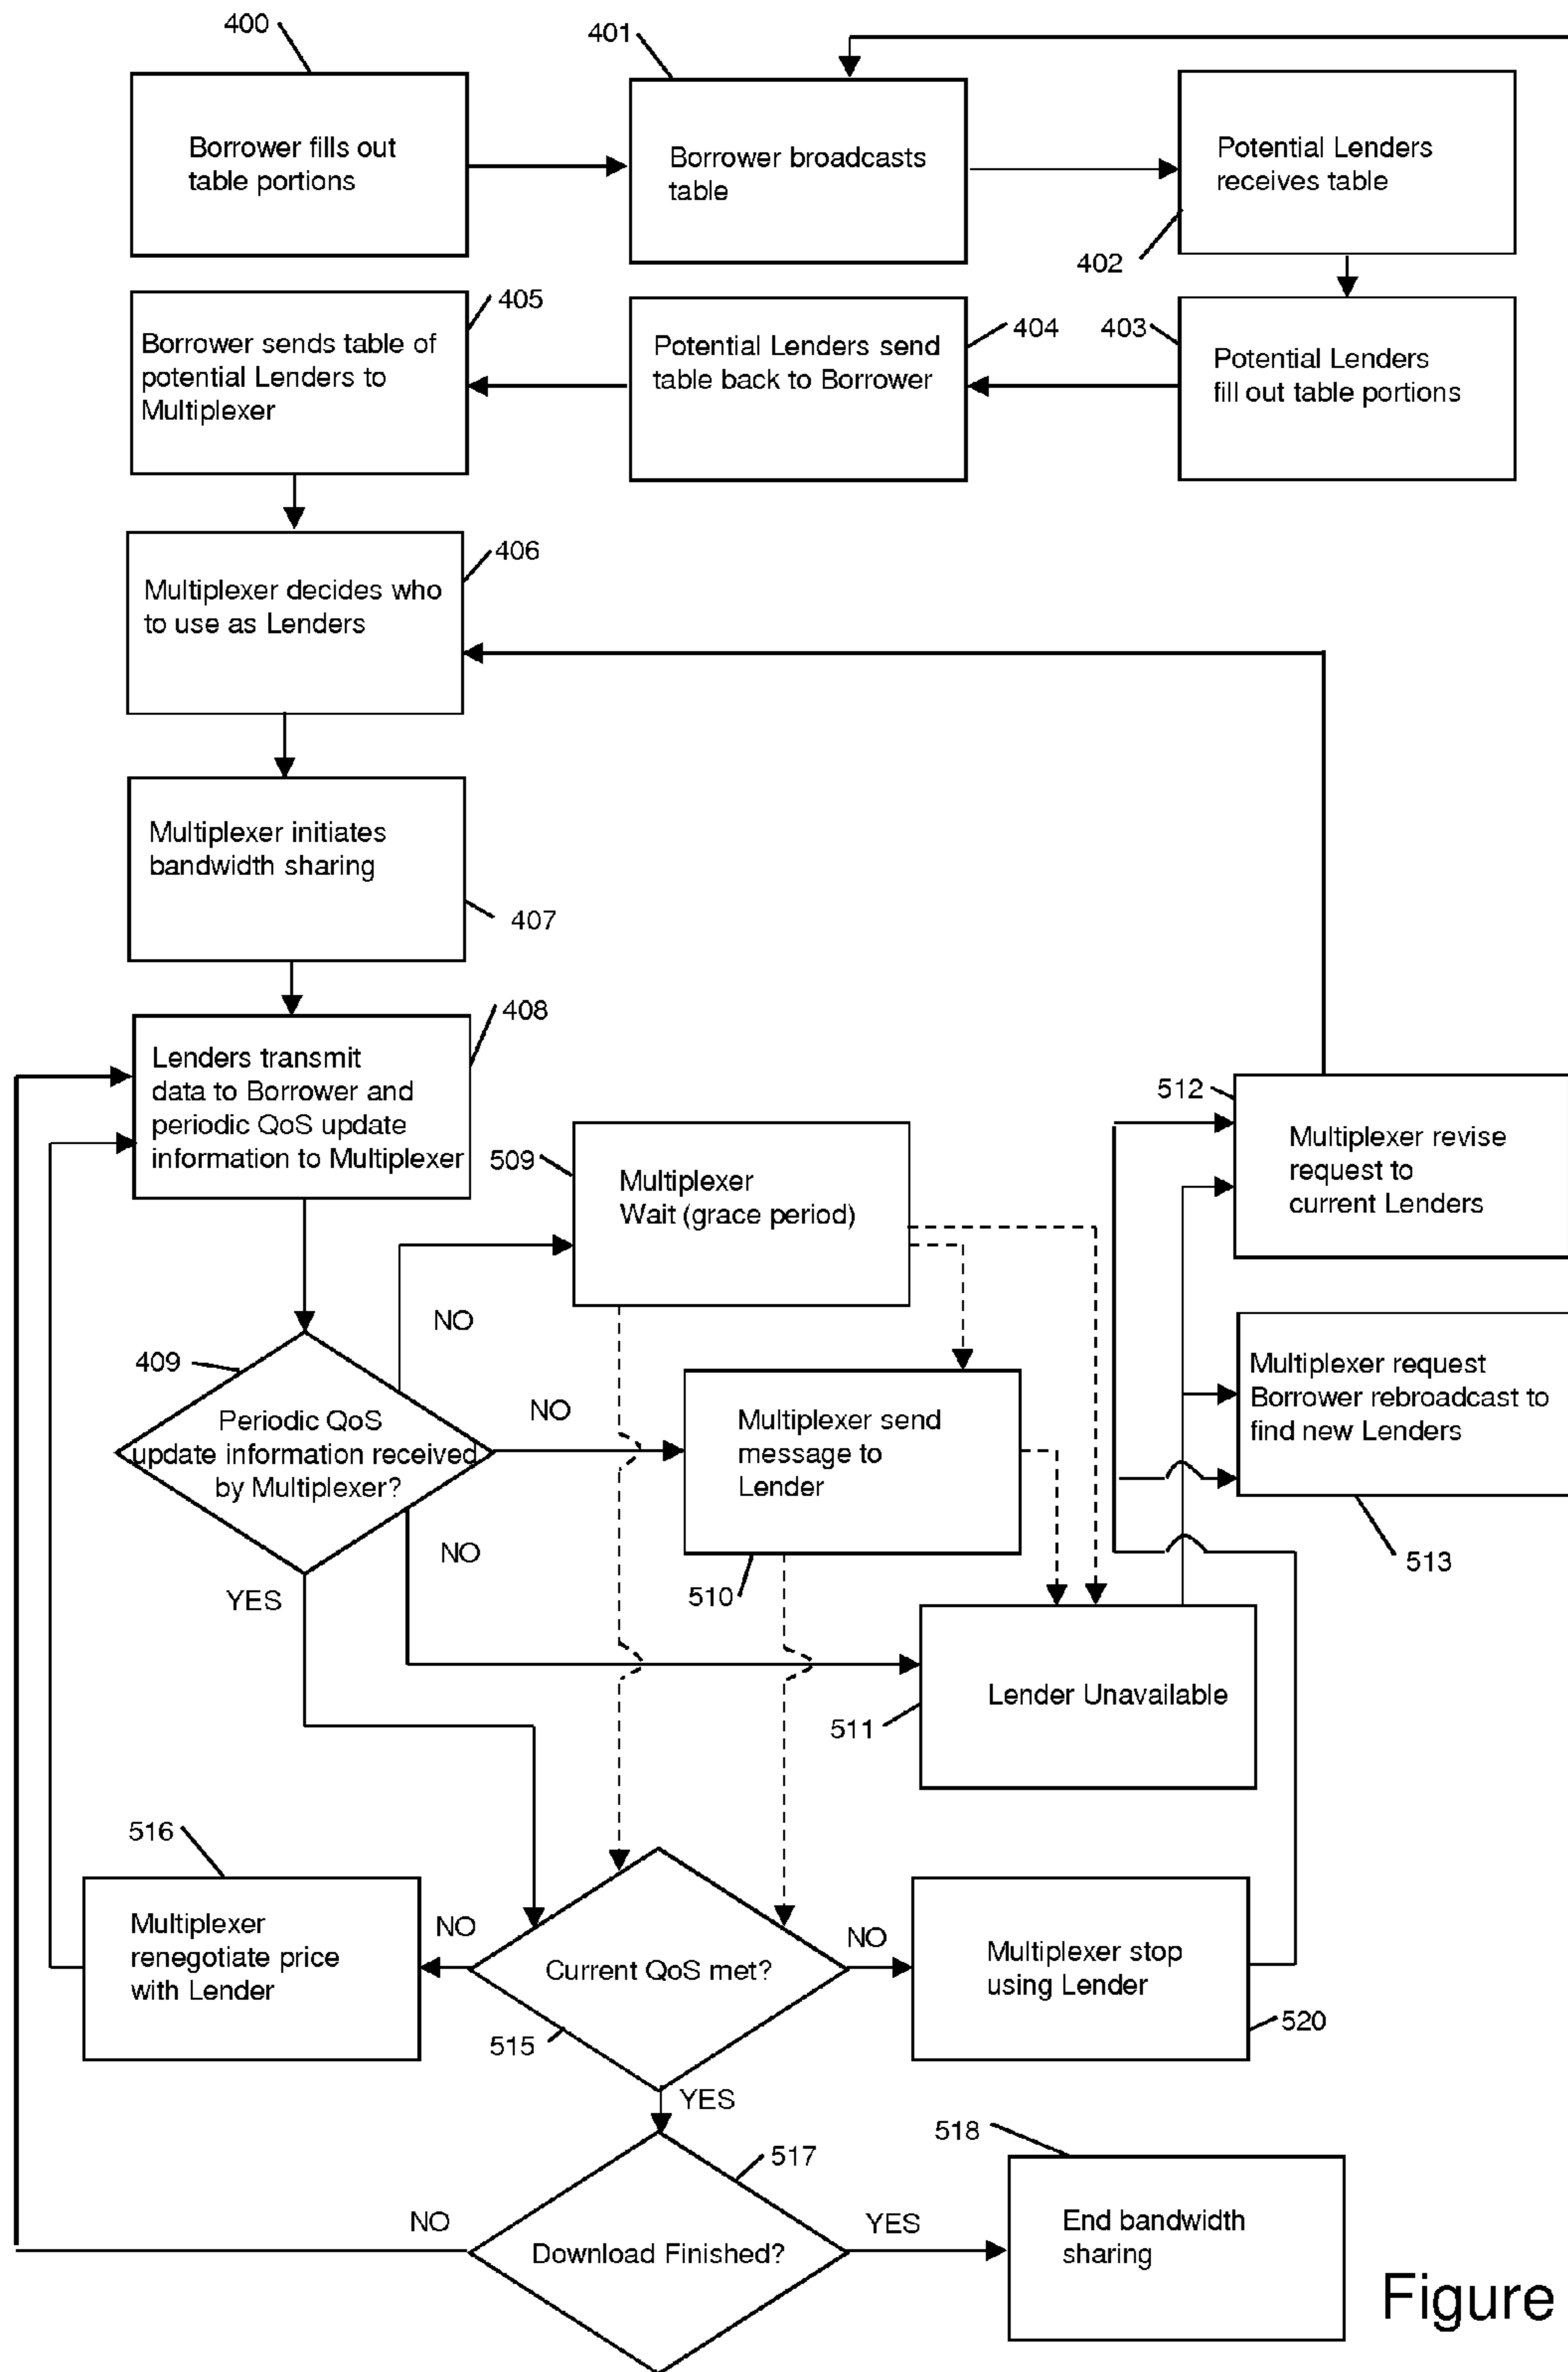 400
Borrower fills out
table portions
401
Borrower broadcasts
table
Potential Lenders
receives table
402
405
Borrower sends table of
potential Lenders to
Multiplexer
404
Potential Lenders send
table back to Borrower
403
Potential Lenders
fill out table portions
406
Multiplexer decides who
to use as Lenders
Multiplexer initiates
bandwidth sharing
407
408
Lenders transmit
data to Borrower and
periodic QoS update
information to Multiplexer
509
Multiplexer
Wait (grace period)
512
Multiplexer revise
request to
current Lenders
NO
409
Periodic QoS
update information received
by Multiplexer?
NO
Multiplexer send
message to
Lender
510
Multiplexer request
Borrower rebroadcast to
find new Lenders
513
NO
YES
Lender Unavailable
511
516
Multiplexer
renegotiate price
with Lender
NO
Current QoS met?
515
NO
Multiplexer stop
using Lender
520
YES
517
Download Finished?
NO
YES
518
End bandwidth
sharing
Figure